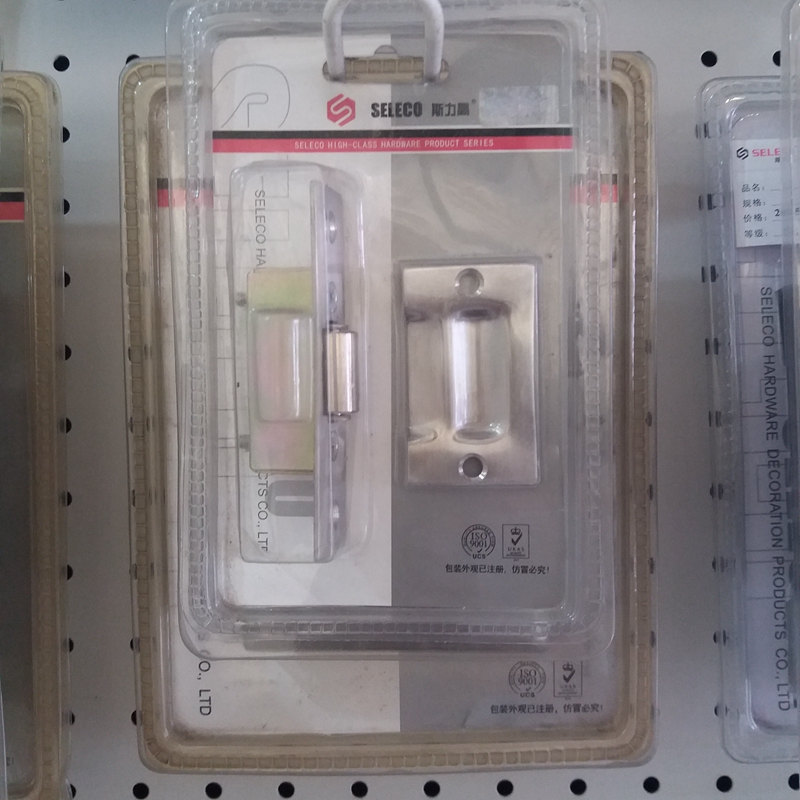 SELECO 斯力高
SELECO HIGH-CLASS HARDWARE PRODUCT SERIES
SELECO HA
CTS CO., LT
ISO
9001
UCS
UKAS
包装外观已注册，仿冒必究！
O., LTD
ISO
9001
UCS
包装外观已注册，仿冒必究！
SELE
品名：
规格：
价格：2
等级：
SELECO HARDWARE DECORATION PRODUCTS CO., LTD